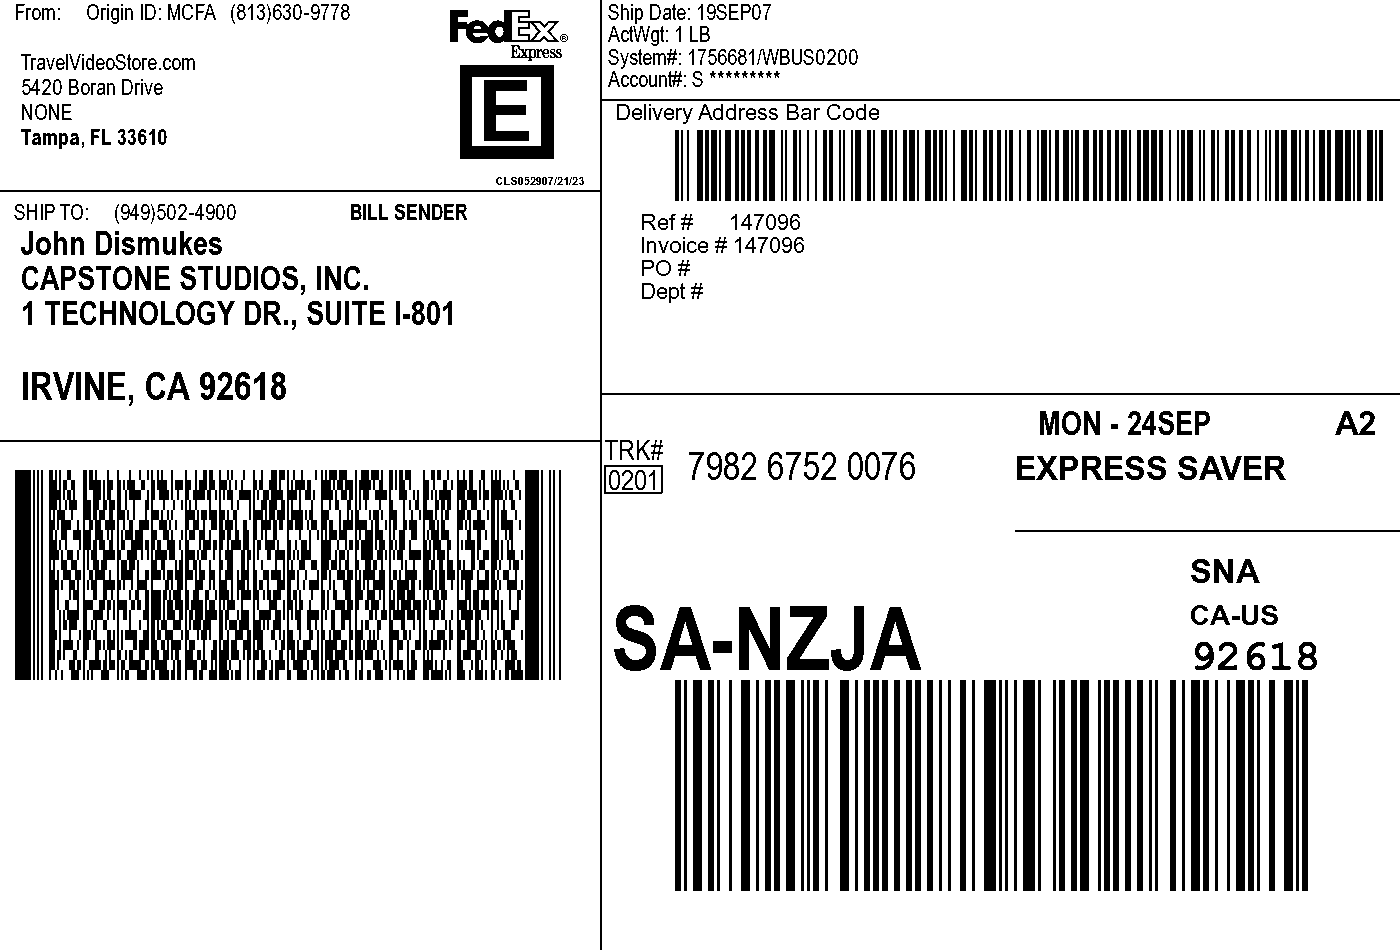 From: Origin ID: MCFA (813)630-9778
TravelVideoStore.com
5420 Boran Drive
NONE
Tampa, FL 33610
FedEx®
Express
E
CLS052907/21/23
Ship Date: 19SEP07
ActWgt: 1 LB
System#: 1756681/WBUS0200
Account#: S *********
Delivery Address Bar Code
Ref # 147096
Invoice # 147096
PO #
Dept #
SHIP TO: (949)502-4900 BILL SENDER
John Dismukes
CAPSTONE STUDIOS, INC.
1 TECHNOLOGY DR., SUITE I-801
IRVINE, CA 92618
MON - 24SEP A2
TRK# 
0201
7982 6752 0076
EXPRESS SAVER
SNA
CA-US
92618
SA-NZJA